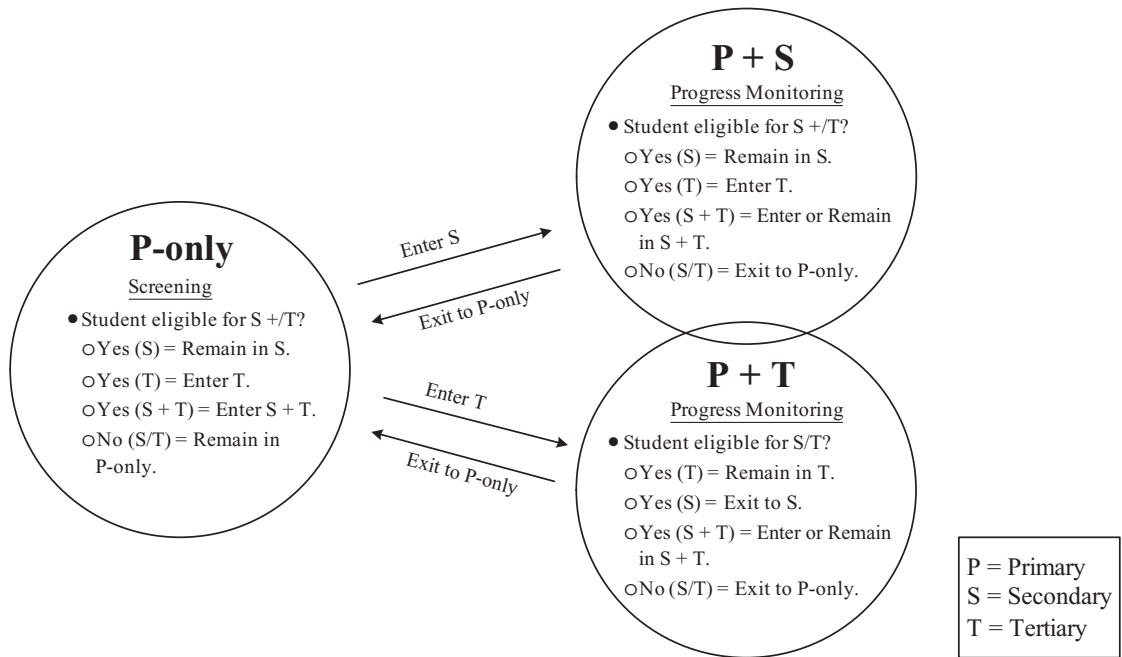 P-only
Screening
● Student eligible for S +/T?
○ Yes (S) = Remain in S.
○ Yes (T) = Enter T.
○ Yes (S + T) = Enter S + T.
○ No (S/T) = Remain in
P-only.
Enter S
Exit to P-only
Enter T
Exit to P-only
P + S
Progress Monitoring
● Student eligible for S +/T?
○ Yes (S) = Remain in S.
○ Yes (T) = Enter T.
○ Yes (S + T) = Enter or Remain
in S + T.
○ No (S/T) = Exit to P-only.
P + T
Progress Monitoring
● Student eligible for S/T?
○ Yes (T) = Remain in T.
○ Yes (S) = Exit to S.
○ Yes (S + T) = Enter or Remain
in S + T.
○ No (S/T) = Exit to P-only.
P = Primary
S = Secondary
T = Tertiary